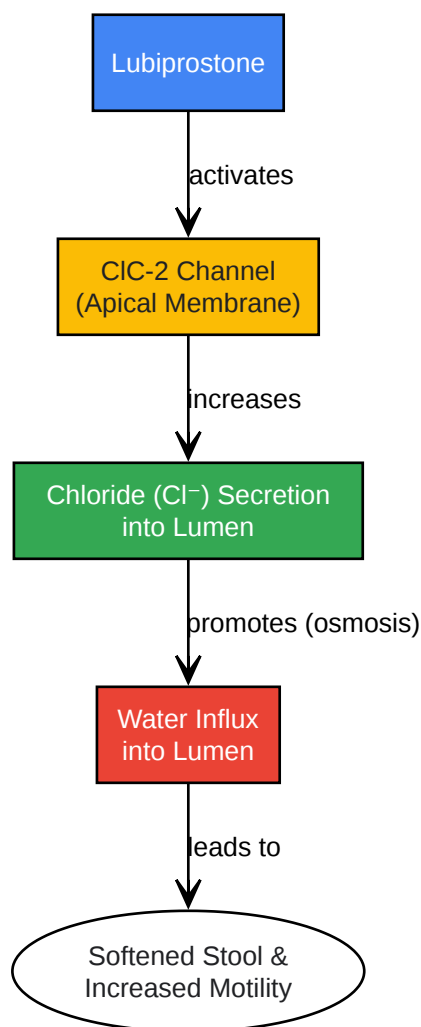 Lubiprostone
activates
ClC-2 Channel
(Apical Membrane)
increases
Chloride (Cl⁻) Secretion
into Lumen
promotes (osmosis)
Water Influx
into Lumen
leads to
Softened Stool &
Increased Motility